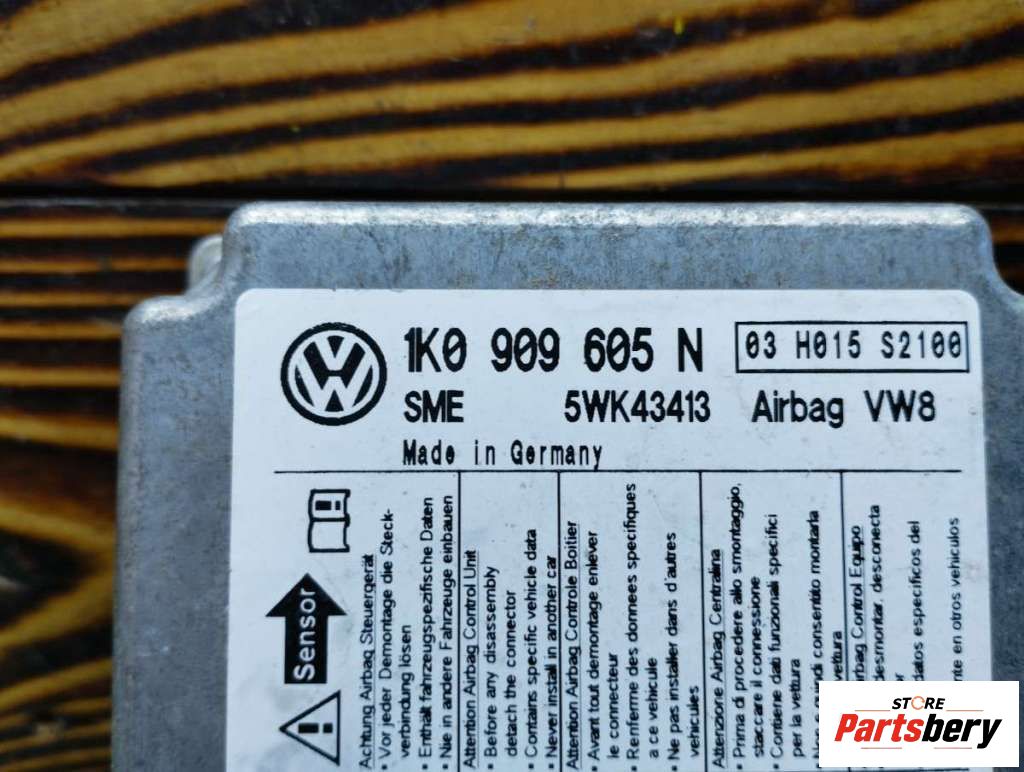 1K0 909 605 N
03 H015 S2100
SME 5WK43413 Airbag VW8
Made in Germany
Sensor
Achtung Airbag Steuergerät
• Vor jeder Demontage die Steck-
verbindung lösen
• Enthält fahrzeugspezifische Daten
• Nie in andere Fahrzeuge einbauen
Attention Airbag Control Unit
• Before any disassembly
detach the connector
• Contains specific vehicle data
• Never install in another car
Attention Airbag Controle Boitier
• Avant tout demontage enlever
le connecteur
• Renferme des donnees specifiques
a ce vehicule
• Ne pas installer dans d'autres
vehicules
Attenzione Airbag Centralina
• Prima di procedere allo smontaggio,
staccare il connessione
• Contiene dati funzionali specifici
per la vettura
quindi consentito montarla
vettura
Airbag Control Equipo
desmontar, desconecta
datos especificos del
ente en otros vehiculos
STORE
Partsbery